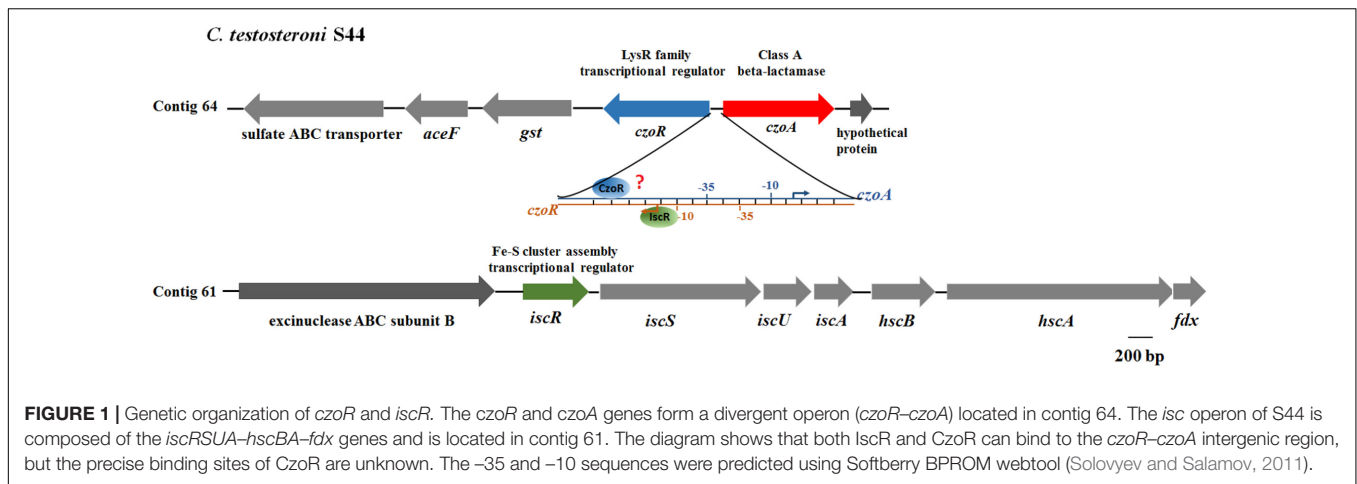 C. testosteroni S44
LysR family
transcriptional regulator
Class A
beta-lactamase
Contig 64
sulfate ABC transporter
aceF
gst
czoR
czoA
hypothetical
protein
CzoR
?
-35
-10
czoA
czoR
IscR
-10
-35
Fe-S cluster assembly
transcriptional regulator
Contig 61
excinuclease ABC subunit B
iscR
iscS
iscU
iscA
hscB
hscA
fdx
200 bp
FIGURE 1 | Genetic organization of czoR and iscR. The czoR and czoA genes form a divergent operon (czoR–czoA) located in contig 64. The isc operon of S44 is
composed of the iscRSUA–hscBA–fdx genes and is located in contig 61. The diagram shows that both IscR and CzoR can bind to the czoR–czoA intergenic region,
but the precise binding sites of CzoR are unknown. The –35 and –10 sequences were predicted using Softberry BPROM webtool (Solovyev and Salamov, 2011).